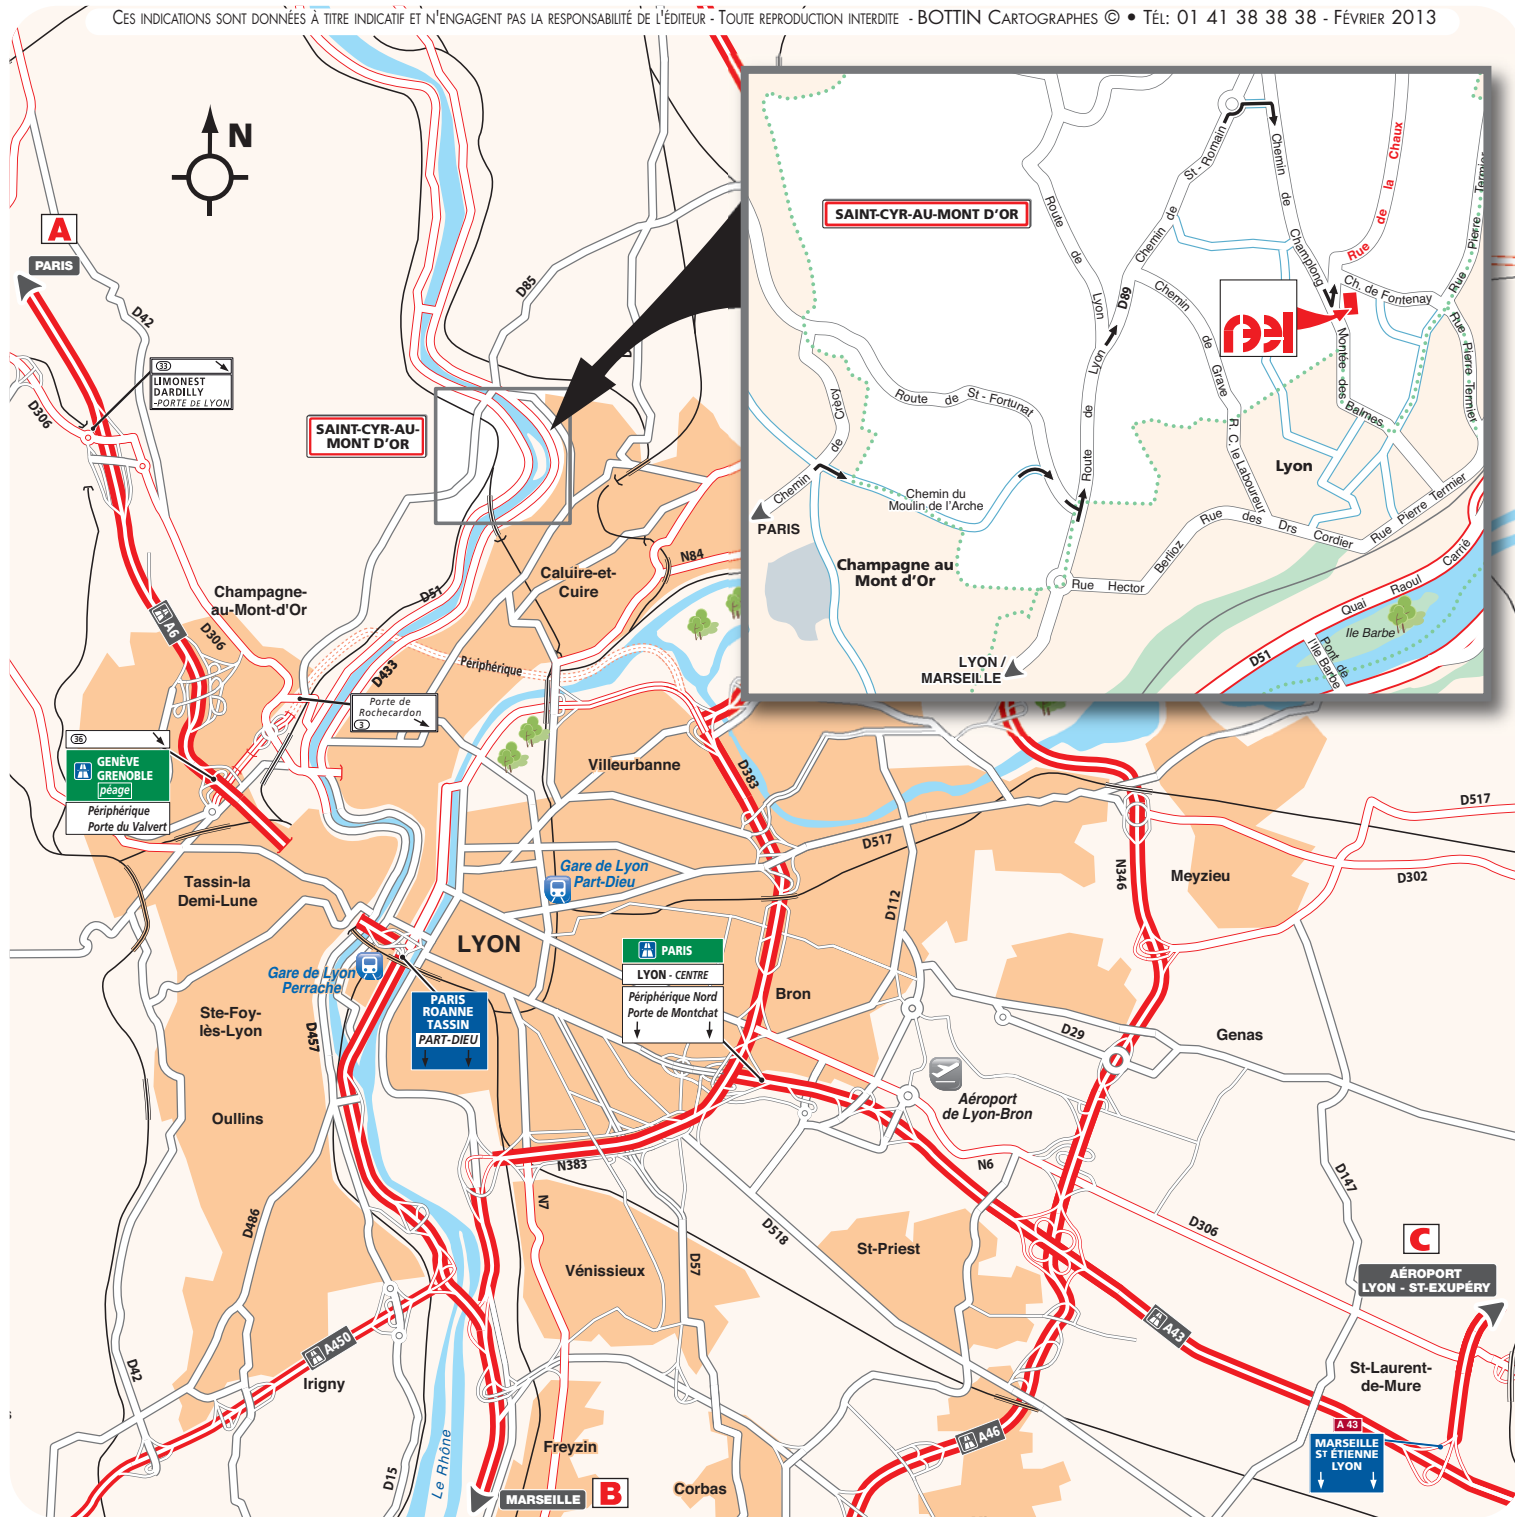 CES INDICATIONS SONT DONNÉES À TITRE INDICATIF ET N'ENGAGENT PAS LA RESPONSABILITÉ DE L'ÉDITEUR - TOUTE REPRODUCTION INTERDITE - BOTTIN CARTOGRAPHES © • TÉL: 01 41 38 38 38 - FÉVRIER 2013
N
A
PARIS
D42
D85
33
LIMONEST
DARDILLY
-PORTE DE LYON
D306
SAINT-CYR-AU-
MONT D'OR
SAINT-CYR-AU-MONT D'OR
Route de Lyon
Chemin de St - Romain
D89
Chemin de Champlong
Rue de la Chaux
Rue Pierre Termier
Ch. de Fontenay
Rue Pierre Termier
reel
Chemin de Grave
Montée des Balmes
R. C. le Laboureur
Lyon
Route de St - Fortunat
Chemin de Crécy
Route de Lyon
PARIS
Chemin du
Moulin de l'Arche
Champagne au
Mont d'Or
Rue des Drs Cordier
Rue Pierre Termier
Rue Hector Berlioz
Quai Raoul Carrié
Ile Barbe
Pont de
l'Ile Barbe
D51
LYON /
MARSEILLE
N84
Caluire-et-
Cuire
D51
Champagne-
au-Mont-d'Or
A6
D306
D433
Périphérique
Porte de
Rochecardon
3
36
GENÈVE
GRENOBLE
péage
Périphérique
Porte du Valvert
Villeurbanne
D383
D517
D517
N346
Meyzieu
D302
Gare de Lyon
Part-Dieu
D112
Tassin-la
Demi-Lune
LYON
PARIS
LYON - CENTRE
Périphérique Nord
Porte de Montchat
Bron
Gare de Lyon
Perrache
PARIS
ROANNE
TASSIN
PART-DIEU
Ste-Foy-
lès-Lyon
D457
D29
Genas
Aéroport
de Lyon-Bron
Oullins
N383
N6
N7
D147
D486
D518
D306
D57
St-Priest
Vénissieux
C
AÉROPORT
LYON - ST-EXUPÉRY
A43
A450
D42
Irigny
St-Laurent-
de-Mure
A 43
MARSEILLE
ST ÉTIENNE
LYON
A46
Le Rhône
D15
Freyzin
Corbas
MARSEILLE
B